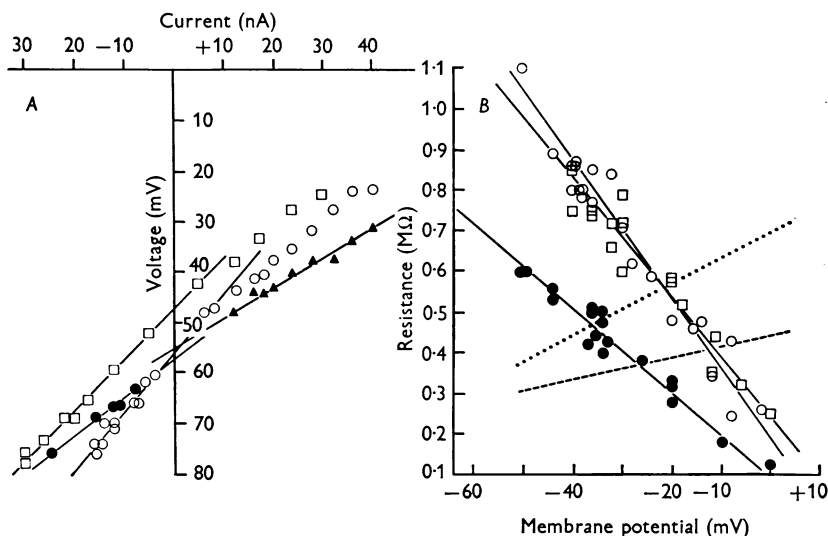 Current (nA)
30 20 −10 +10 20 30 40
A
Voltage (mV)
10
20
30
40
50
60
70
80
B
Resistance (MΩ)
1·1
1·0
0·9
0·8
0·7
0·6
0·5
0·4
0·3
0·2
0·1
−60 −40 −20 −10 +10
Membrane potential (mV)